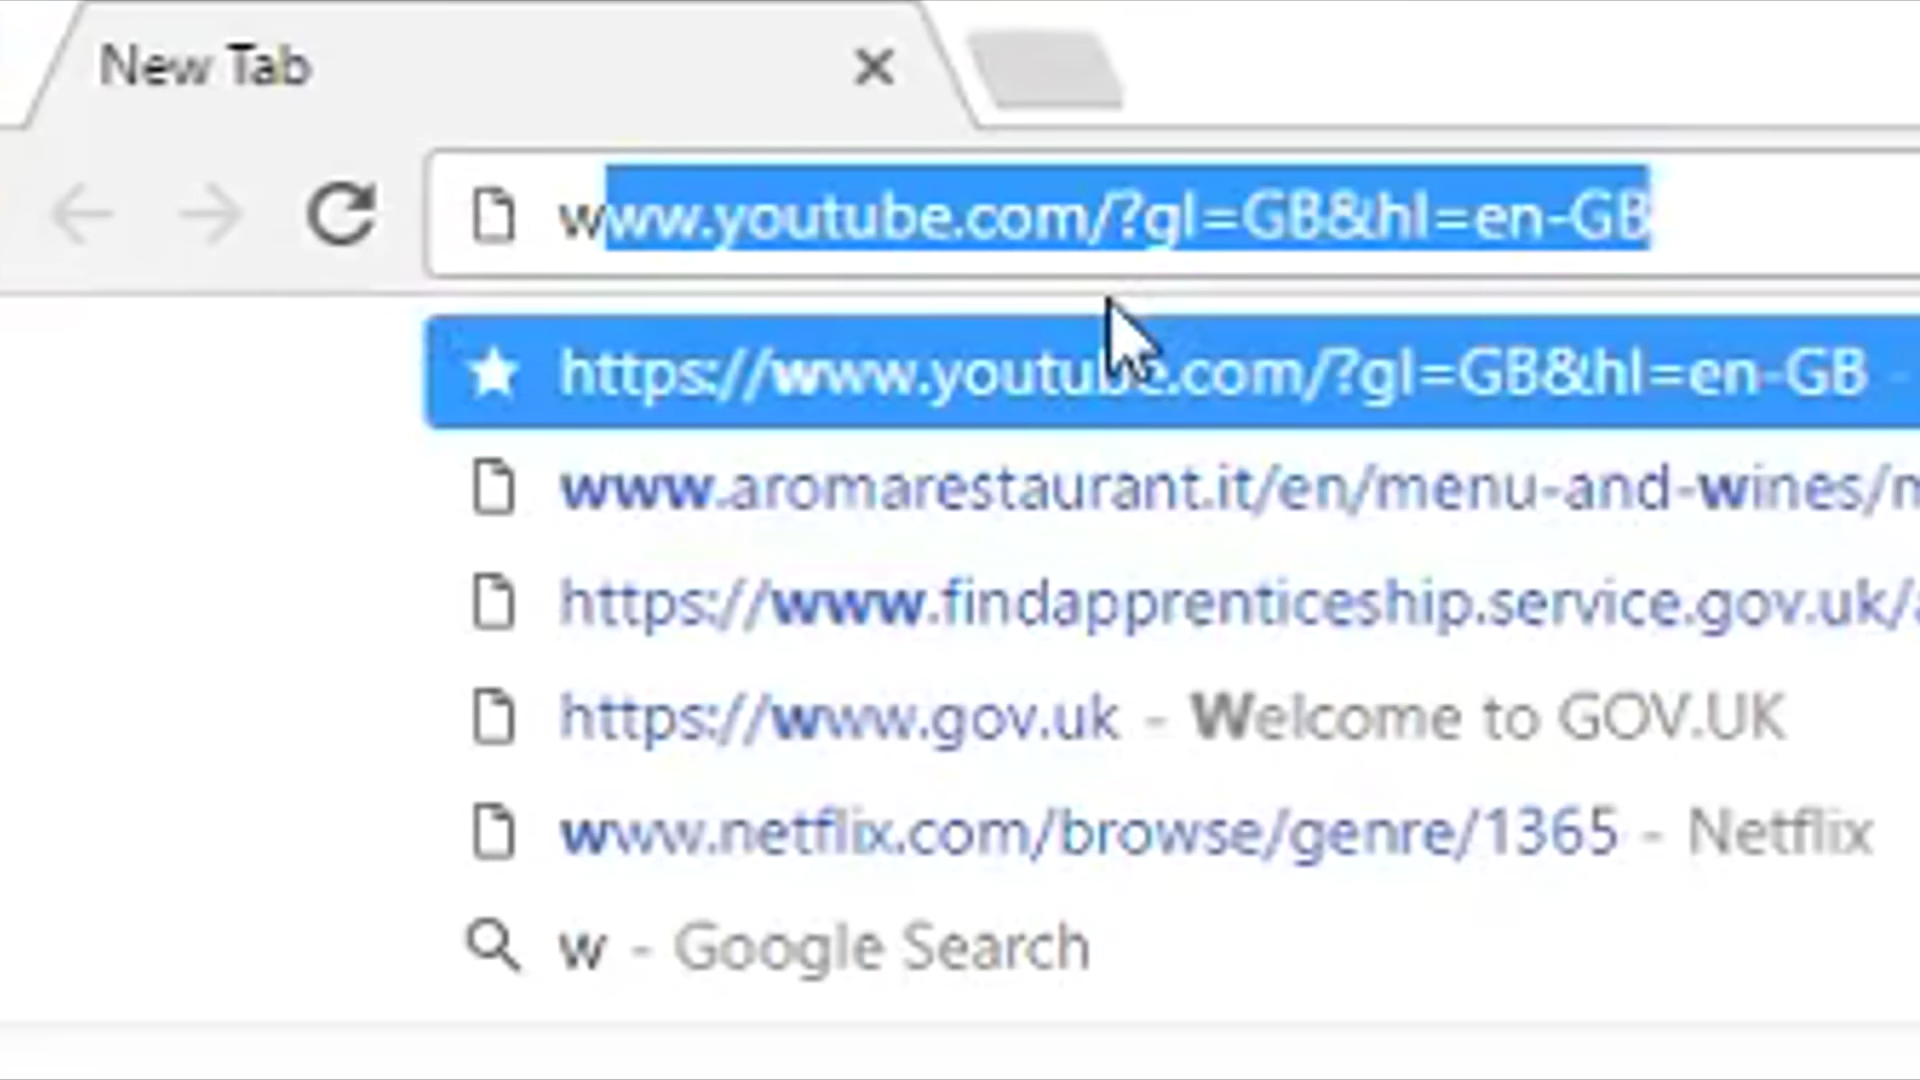 New Tab
www.youtube.com/?gl=GB&hl=en-GB
https://www.youtube.com/?gl=GB&hl=en-GB -
www.aromarestaurant.it/en/menu-and-wines/
https://www.findapprenticeship.service.gov.uk/
https://www.gov.uk - Welcome to GOV.UK
www.netflix.com/browse/genre/1365 - Netflix
w - Google Search